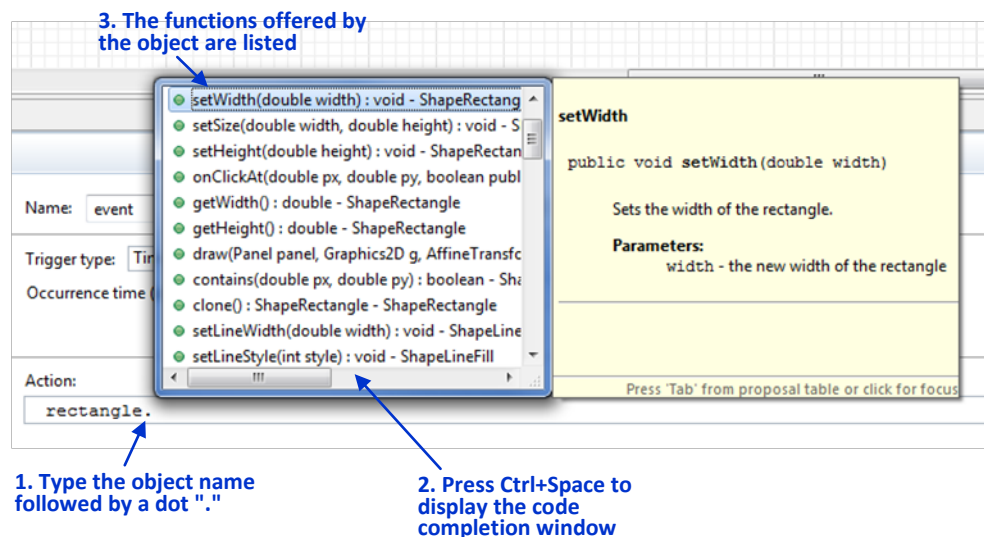 3. The functions offered by
the object are listed
setWidth(double width) : void - ShapeRectang
setSize(double width, double height) : void - S
setHeight(double height) : void - ShapeRectan
onClickAt(double px, double py, boolean publ
getWidth() : double - ShapeRectangle
getHeight() : double - ShapeRectangle
draw(Panel panel, Graphics2D g, AffineTransfc
contains(double px, double py) : boolean - Sha
clone() : ShapeRectangle - ShapeRectangle
setLineWidth(double width) : void - ShapeLine
setLineStyle(int style) : void - ShapeLineFill
setWidth
public void setWidth(double width)
Sets the width of the rectangle.
Parameters:
width - the new width of the rectangle
Press 'Tab' from proposal table or click for focus
Name: event
Trigger type: Tim
Occurrence time (
Action:
rectangle.
1. Type the object name
followed by a dot "."
2. Press Ctrl+Space to
display the code
completion window